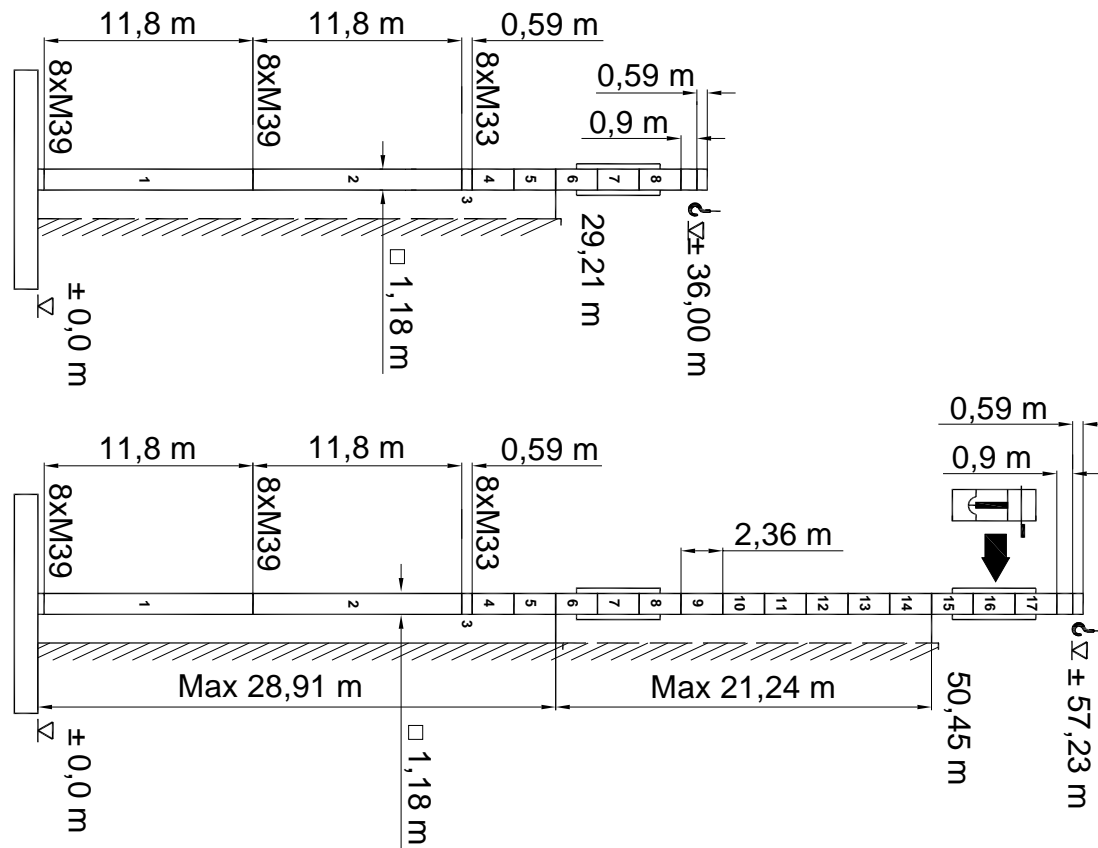 11,8 m
11,8 m
0,59 m
0,59 m
0,9 m
8xM39
8xM39
8xM33
1
2
3
4
5
6
7
8
29,21 m
± 36,00 m
□ 1,18 m
± 0,0 m
0,59 m
11,8 m
11,8 m
0,59 m
0,9 m
8xM39
8xM39
8xM33
2,36 m
1
2
3
4
5
6
7
8
9
10
11
12
13
14
15
16
17
Max 28,91 m
Max 21,24 m
50,45 m
± 57,23 m
□ 1,18 m
± 0,0 m